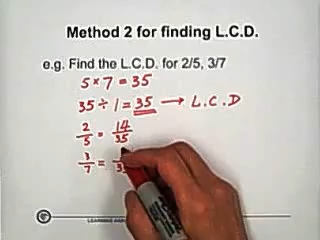 Method 2 for finding L.C.D.
e.g. Find the L.C.D. for 2/5, 3/7
5 × 7 = 35
35 ÷ 1 = 35 → L.C.D
2/5 = 14/35
3/7 =